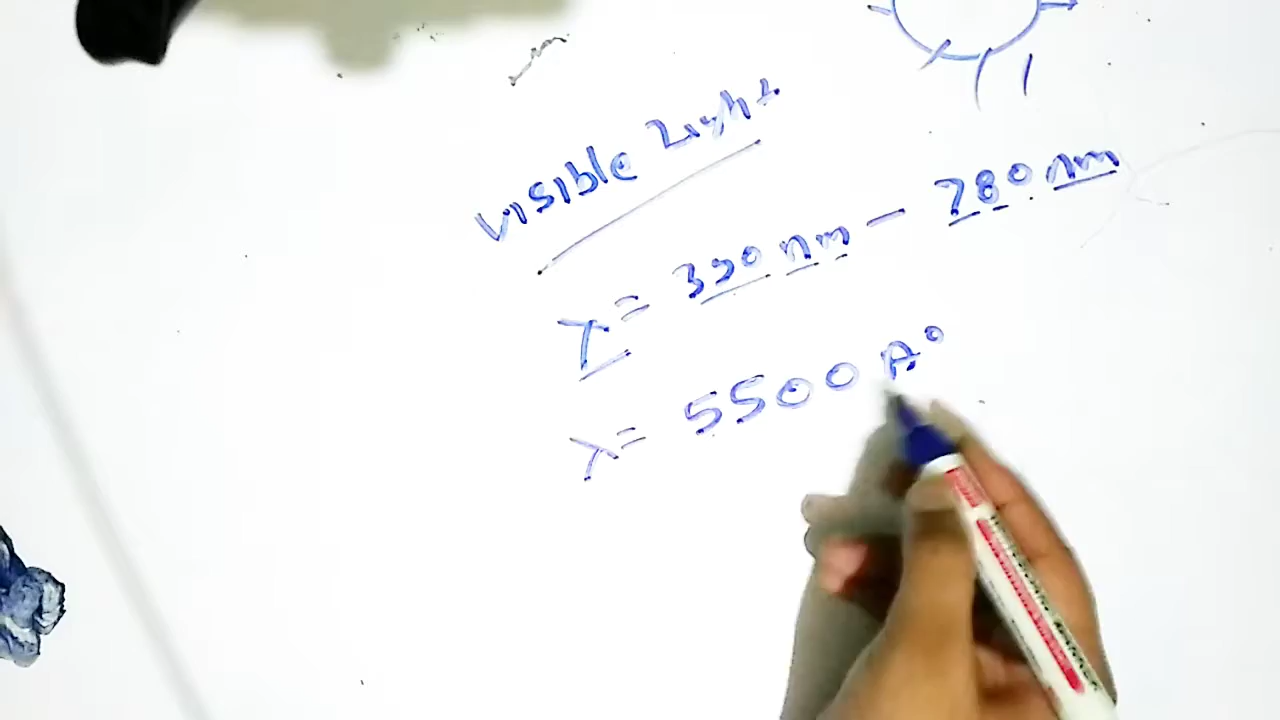 visible Light
λ = 390 nm - 780 nm
λ = 5500 A°